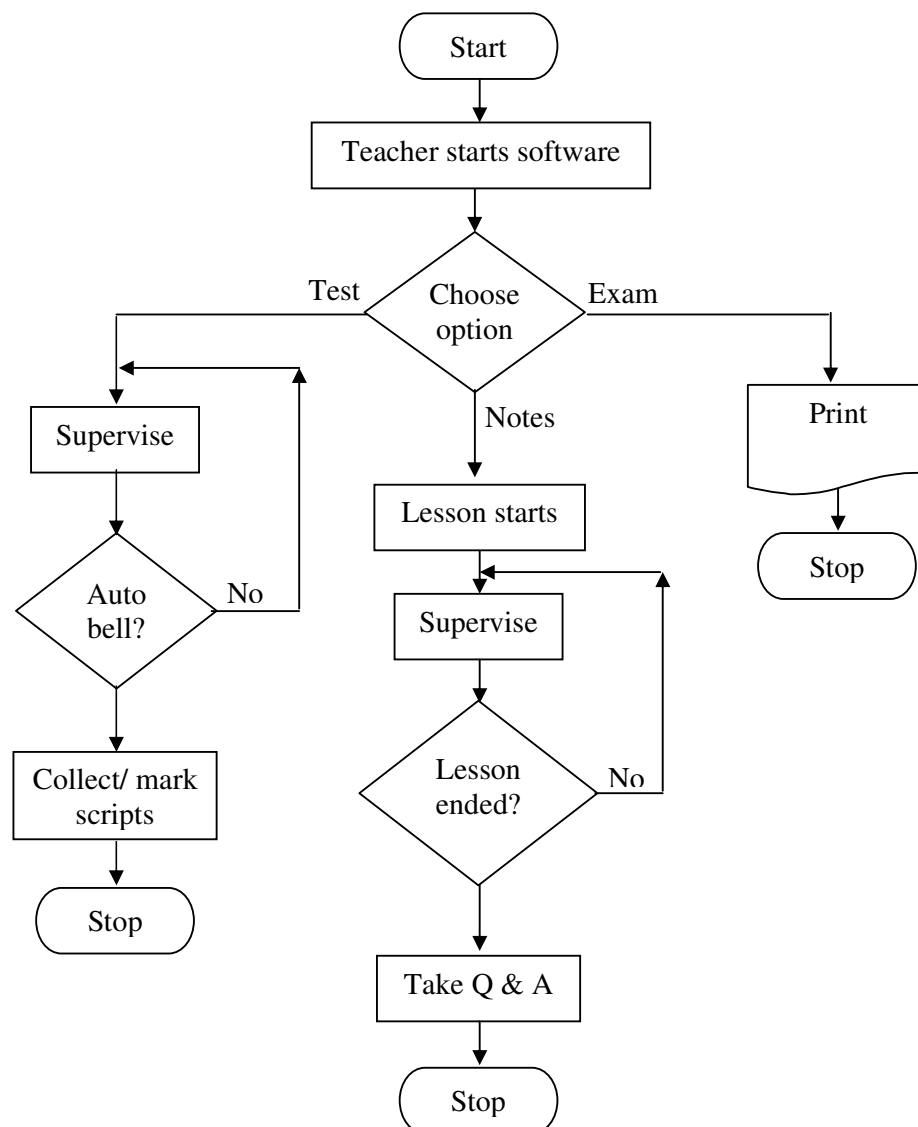 Start
Teacher starts software
Test
Choose
option
Exam
Notes
Print
Supervise
Lesson starts
Stop
Auto
bell?
No
Supervise
Collect/ mark
scripts
Lesson
ended?
No
Stop
Take Q & A
Stop